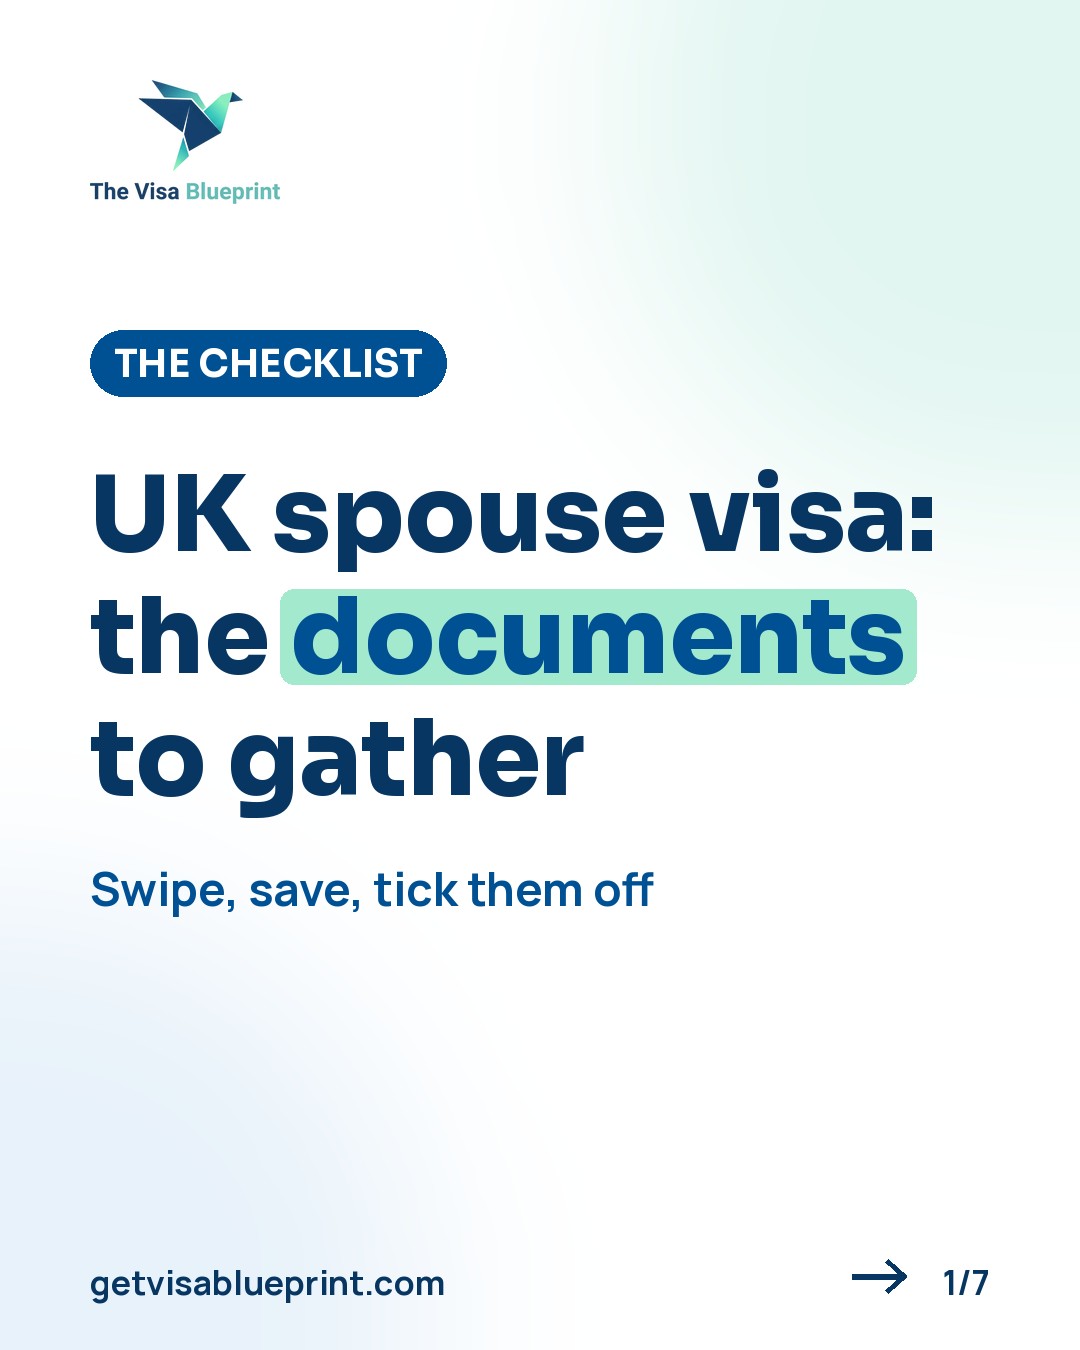 The Visa Blueprint
THE CHECKLIST
UK spouse visa:
the documents
to gather
Swipe, save, tick them off
getvisablueprint.com
→ 1/7